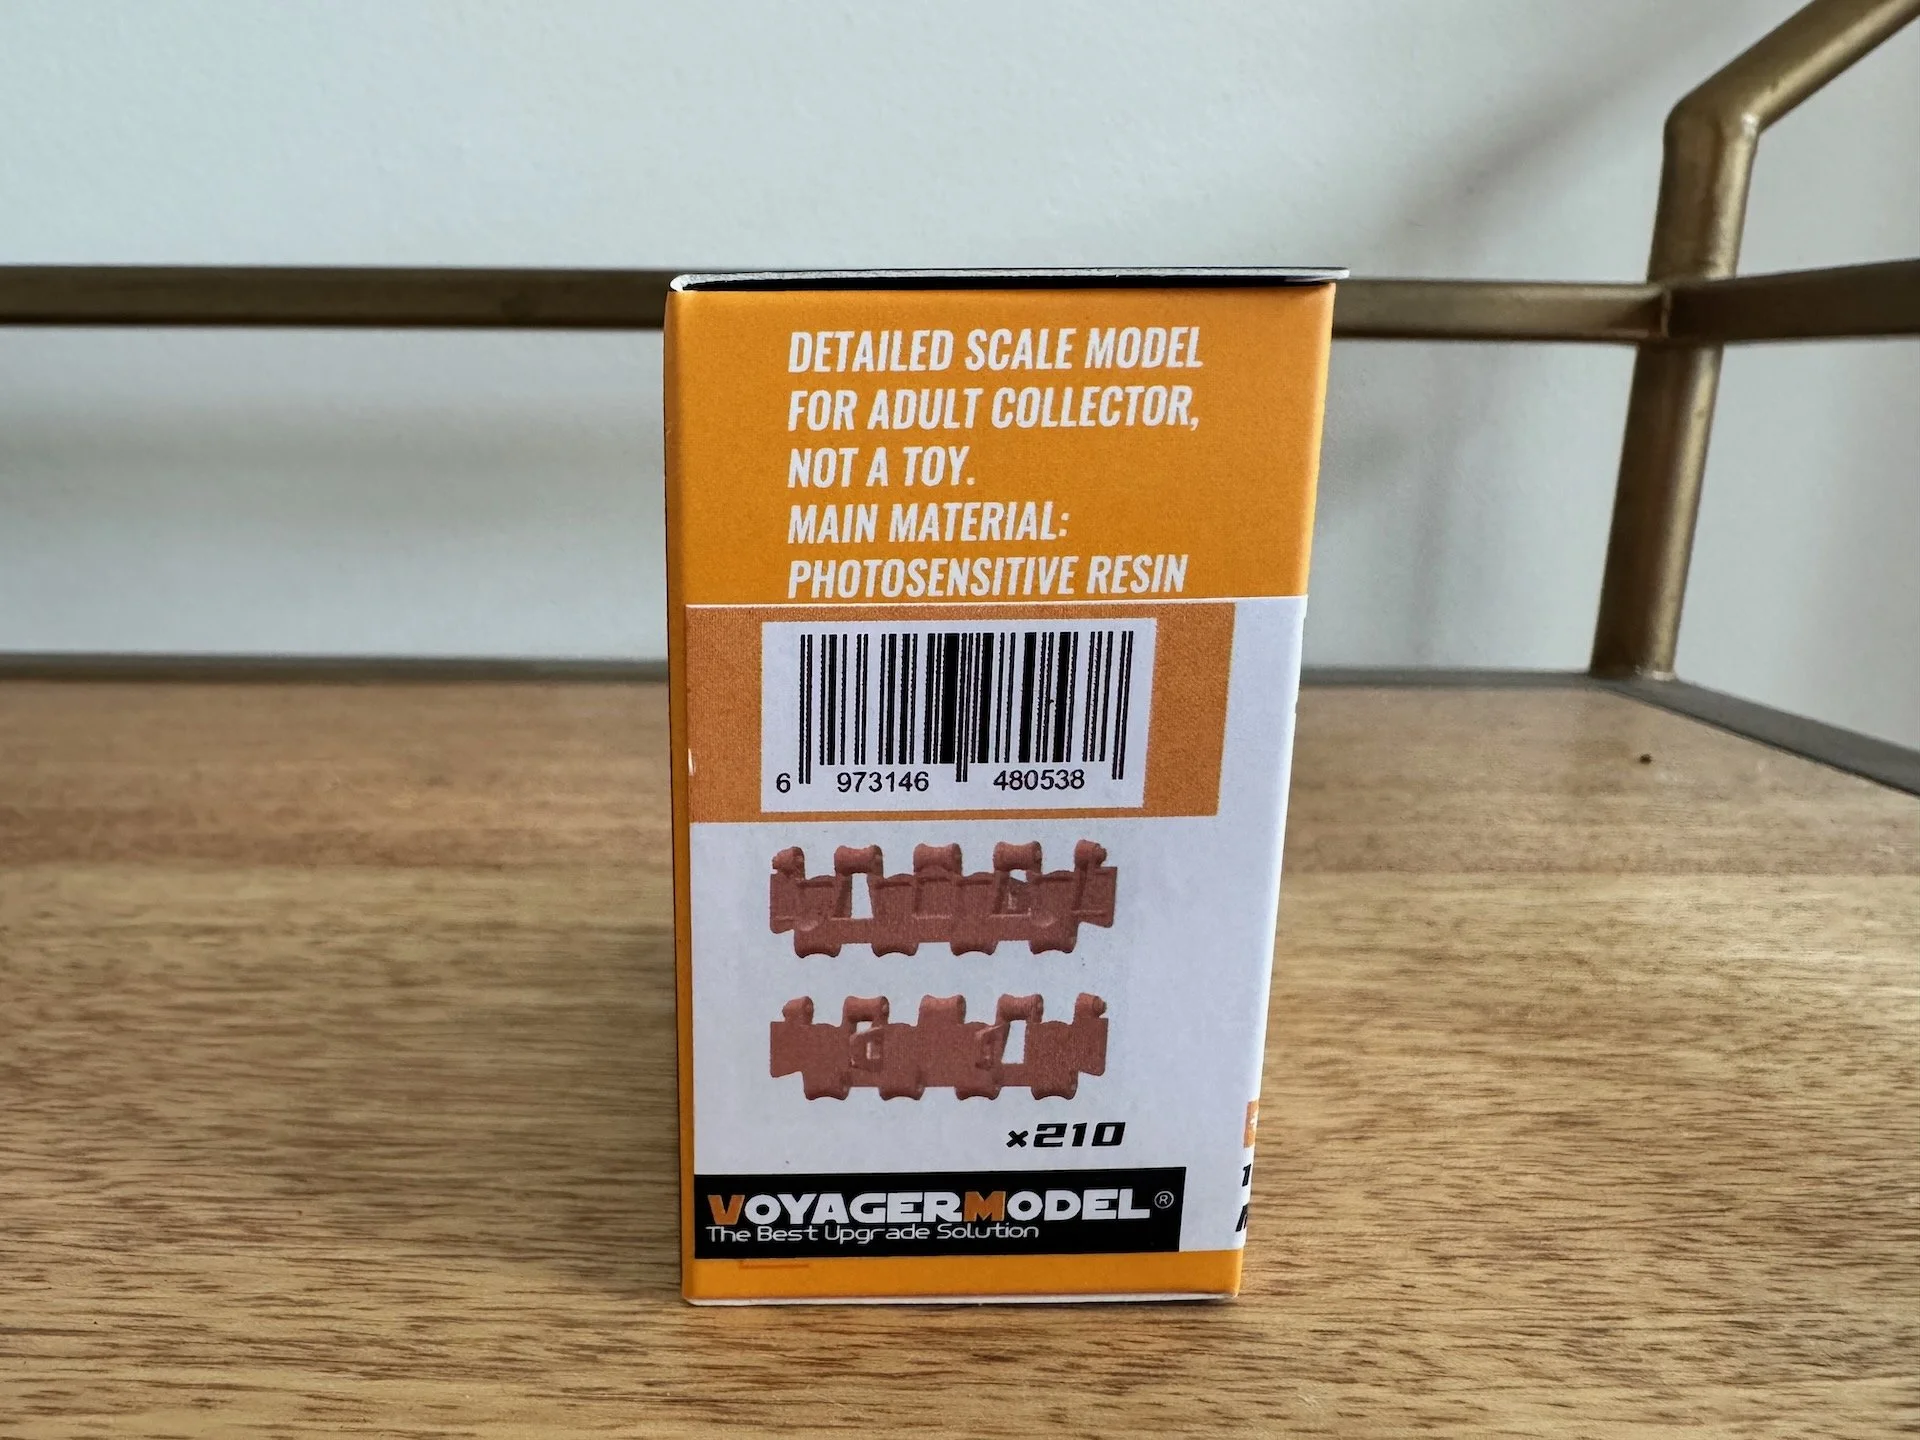 DETAILED SCALE MODEL
FOR ADULT COLLECTOR,
NOT A TOY.
MAIN MATERIAL:
PHOTOSENSITIVE RESIN
6 973146 480538
×210
VOYAGERMODEL®
The Best Upgrade Solution